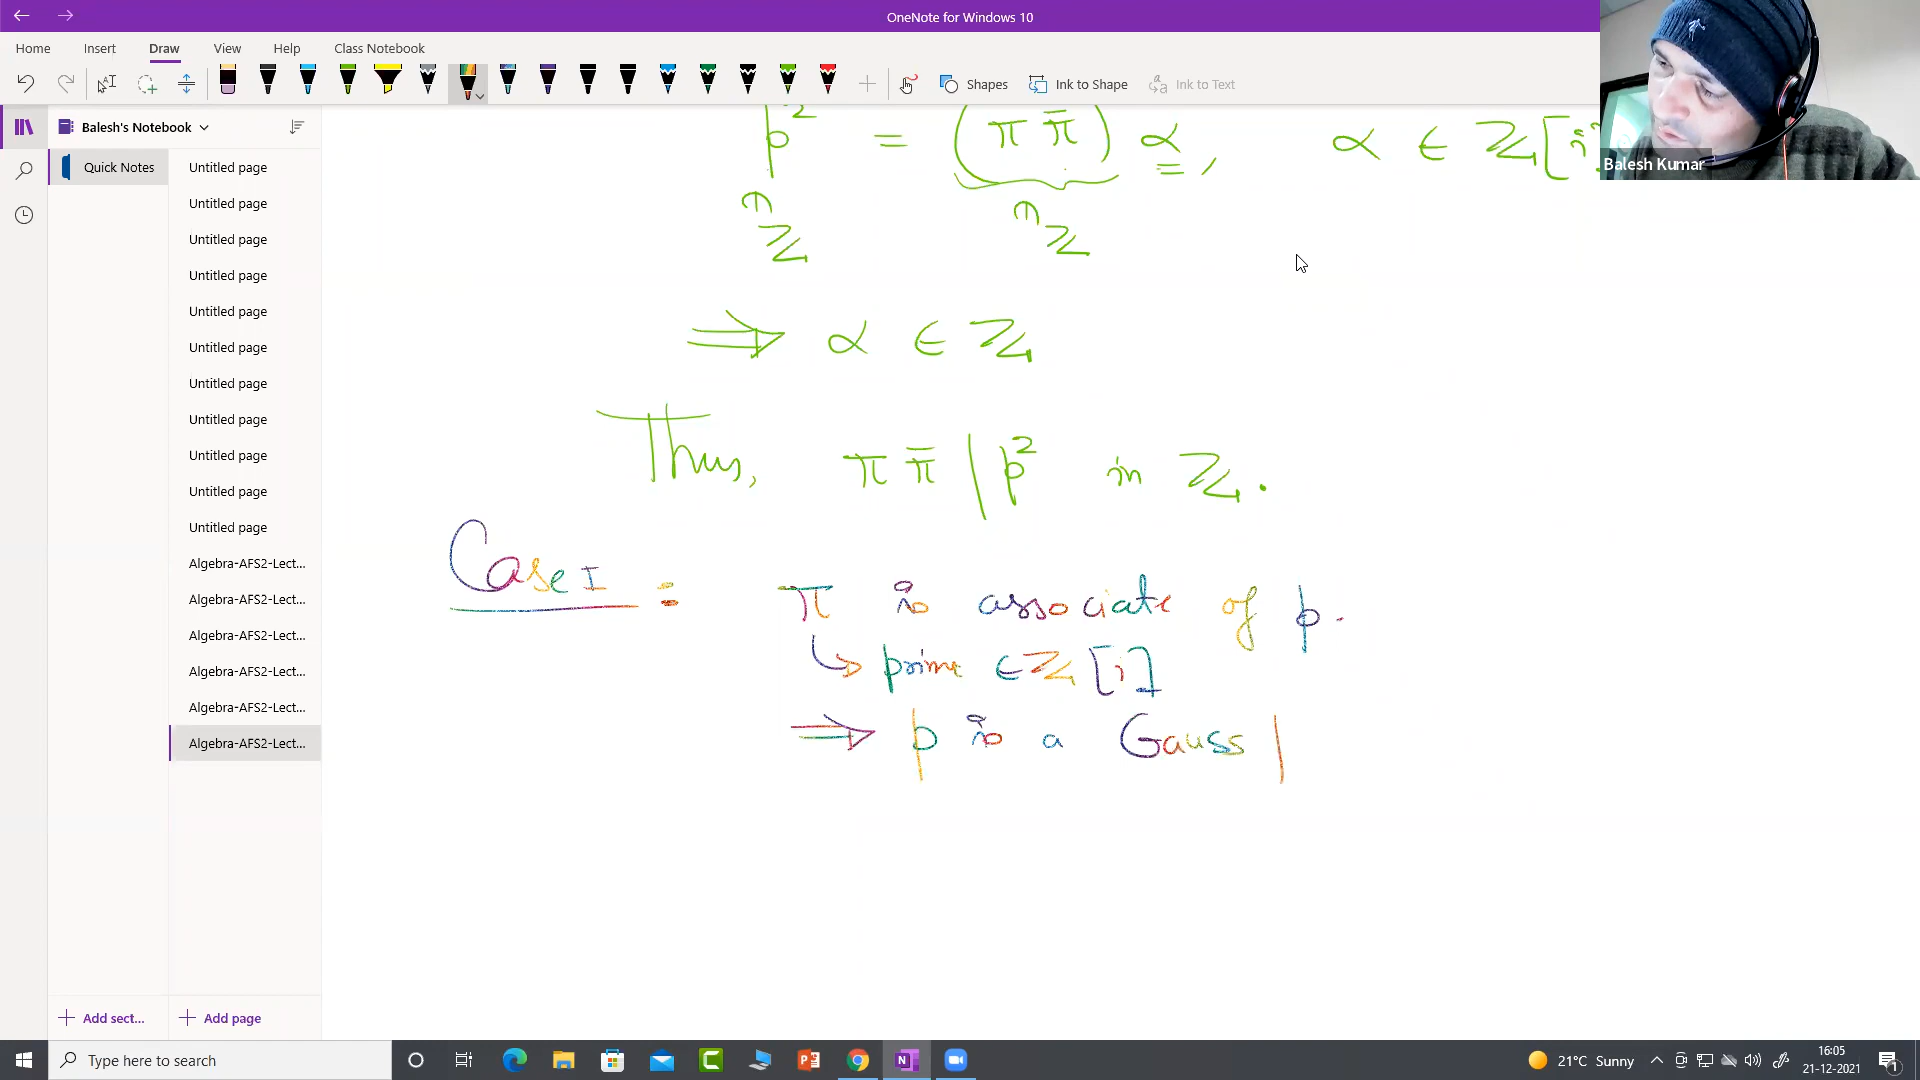 OneNote for Windows 10
Home Insert Draw View Help Class Notebook
Shapes Ink to Shape Ink to Text
Balesh's Notebook
Quick Notes
Untitled page
Untitled page
Untitled page
Untitled page
Untitled page
Untitled page
Untitled page
Untitled page
Untitled page
Untitled page
Untitled page
Algebra-AFS2-Lect...
Algebra-AFS2-Lect...
Algebra-AFS2-Lect...
Algebra-AFS2-Lect...
Algebra-AFS2-Lect...
Algebra-AFS2-Lect...
Add sect... Add page
Balesh Kumar
p² = (π π̄) α, α ∈ ℤ[i
∩ ℤ ∩ ℤ
⇒ α ∈ ℤ
Thus, π π̄ | p² in ℤ.
Case I : π is associate of p.
↳ prime ∈ ℤ[i]
⇒ p is a Gauss
Type here to search
21°C Sunny
16:05
21-12-2021
1